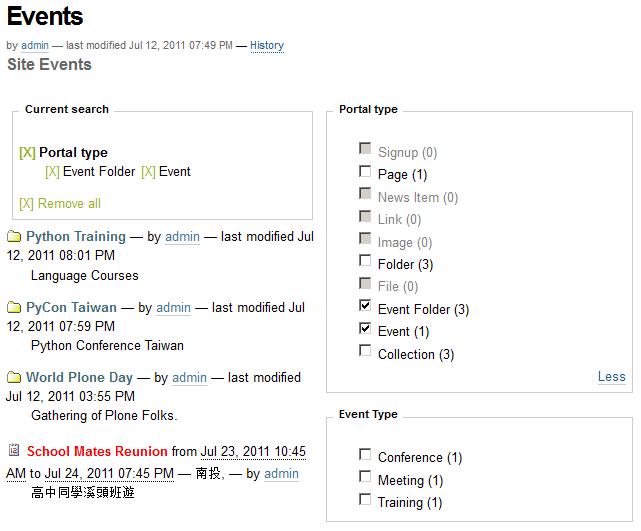 Events
by admin — last modified Jul 12, 2011 07:49 PM — History
Site Events
Current search
[X] Portal type
[X] Event Folder [X] Event
[X] Remove all
Python Training — by admin — last modified Jul
12, 2011 08:01 PM
Language Courses
PyCon Taiwan — by admin — last modified Jul
12, 2011 07:59 PM
Python Conference Taiwan
World Plone Day — by admin — last modified
Jul 12, 2011 03:55 PM
Gathering of Plone Folks.
School Mates Reunion from Jul 23, 2011 10:45
AM to Jul 24, 2011 07:45 PM — 南投, — by admin
高中同學溪頭班遊
Portal type
Signup (0)
Page (1)
News Item (0)
Link (0)
Image (0)
Folder (3)
File (0)
Event Folder (3)
Event (1)
Collection (3)
Less
Event Type
Conference (1)
Meeting (1)
Training (1)